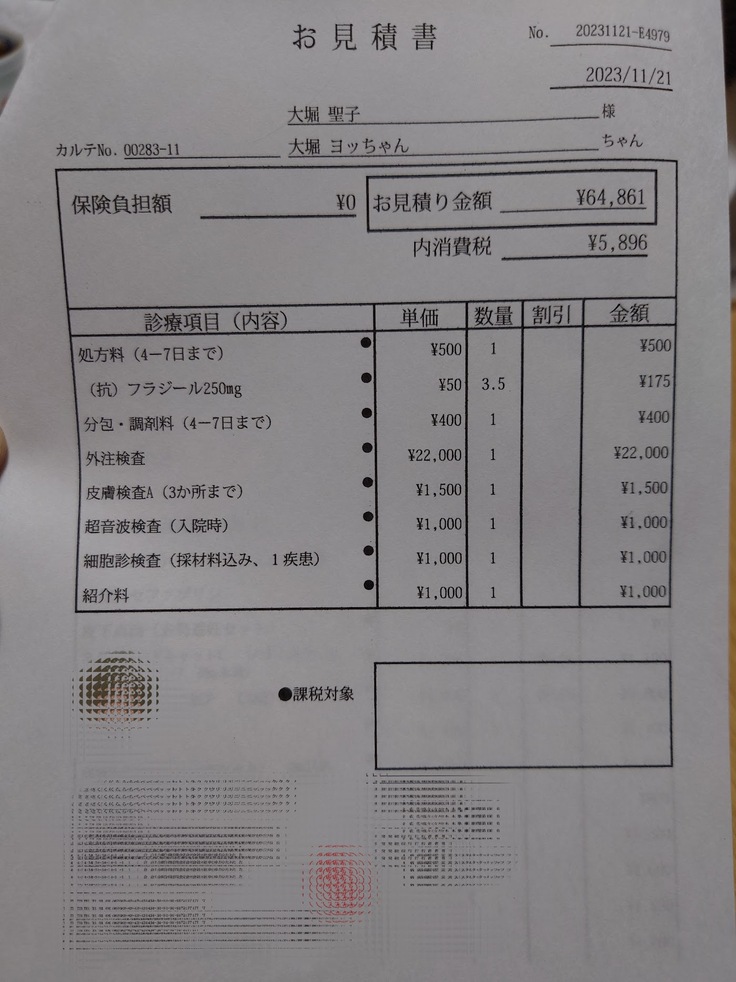 お見積書
No. 20231121-E4979
2023/11/21
大堀 聖子 様
カルテNo. 00283-11 大堀 ヨッちゃん ちゃん
保険負担額 ¥0 お見積り金額 ¥64,861
内消費税 ¥5,896
診療項目（内容） 単価 数量 割引 金額
処方料（4－7日まで） ● ¥500 1 ¥500
（抗）フラジール250mg ● ¥50 3.5 ¥175
分包・調剤料（4－7日まで） ● ¥400 1 ¥400
外注検査 ● ¥22,000 1 ¥22,000
皮膚検査A（3か所まで） ● ¥1,500 1 ¥1,500
超音波検査（入院時） ● ¥1,000 1 ¥1,000
細胞診検査（採材料込み、１疾患） ● ¥1,000 1 ¥1,000
紹介料 ● ¥1,000 1 ¥1,000
●課税対象